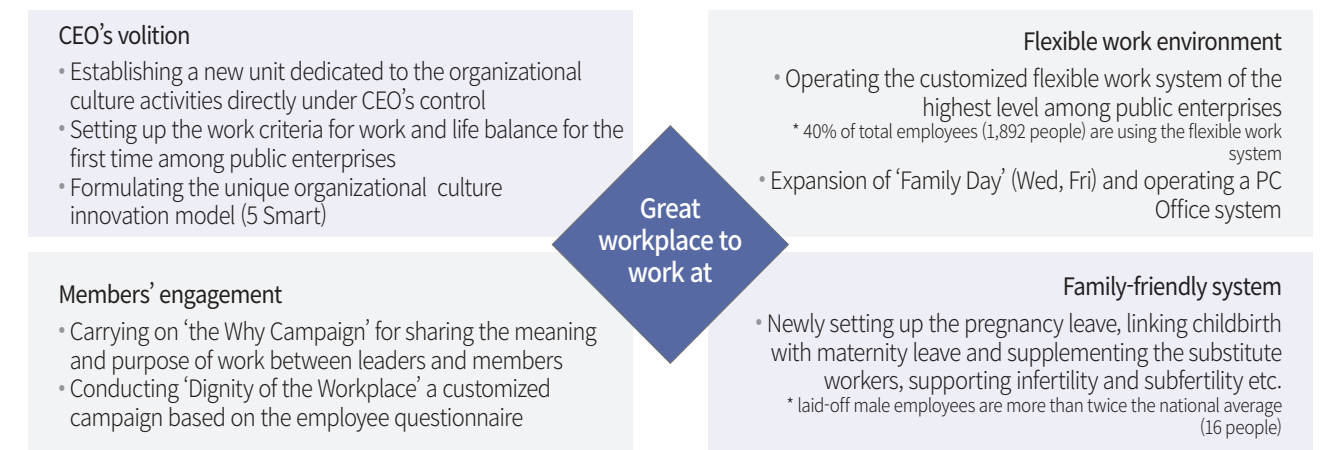 CEO’s volition
• Establishing a new unit dedicated to the organizational
culture activities directly under CEO’s control
• Setting up the work criteria for work and life balance for the
first time among public enterprises
• Formulating the unique organizational culture
innovation model (5 Smart)
Flexible work environment
• Operating the customized flexible work system of the
highest level among public enterprises
* 40% of total employees (1,892 people) are using the flexible work
system
• Expansion of ‘Family Day’ (Wed, Fri) and operating a PC
Office system
Great
workplace to
work at
Members’ engagement
• Carrying on ‘the Why Campaign’ for sharing the meaning
and purpose of work between leaders and members
• Conducting ‘Dignity of the Workplace’ a customized
campaign based on the employee questionnaire
Family-friendly system
• Newly setting up the pregnancy leave, linking childbirth
with maternity leave and supplementing the substitute
workers, supporting infertility and subfertility etc.
* laid-off male employees are more than twice the national average
(16 people)